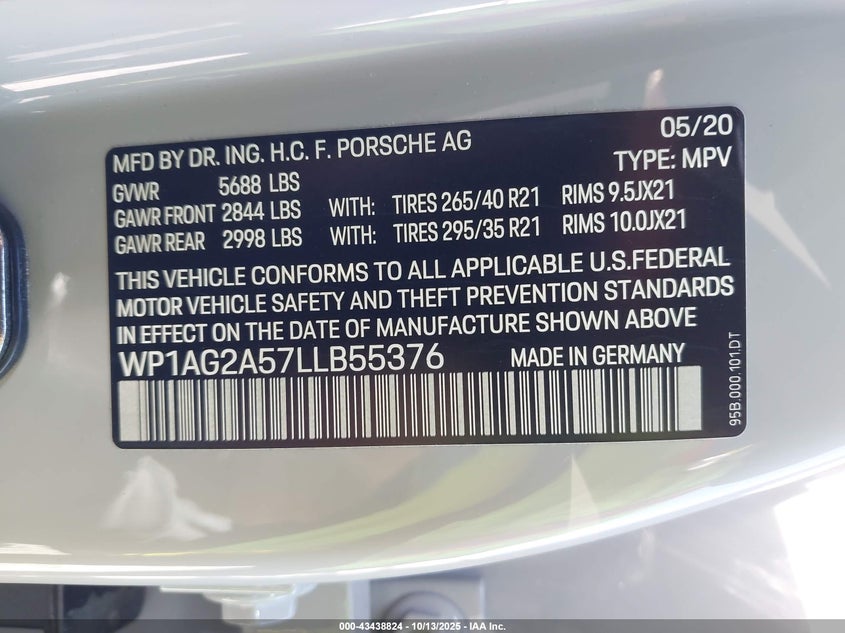 MFD BY DR. ING. H.C. F. PORSCHE AG 05/20
TYPE: MPV
GVWR 5688 LBS
GAWR FRONT 2844 LBS WITH: TIRES 265/40 R21 RIMS 9.5JX21
GAWR REAR 2998 LBS WITH: TIRES 295/35 R21 RIMS 10.0JX21
THIS VEHICLE CONFORMS TO ALL APPLICABLE U.S.FEDERAL
MOTOR VEHICLE SAFETY AND THEFT PREVENTION STANDARDS
IN EFFECT ON THE DATE OF MANUFACTURE SHOWN ABOVE
WP1AG2A57LLB55376 MADE IN GERMANY
95B.000.101.DT
000-43438824 - 10/13/2025 - IAA Inc.